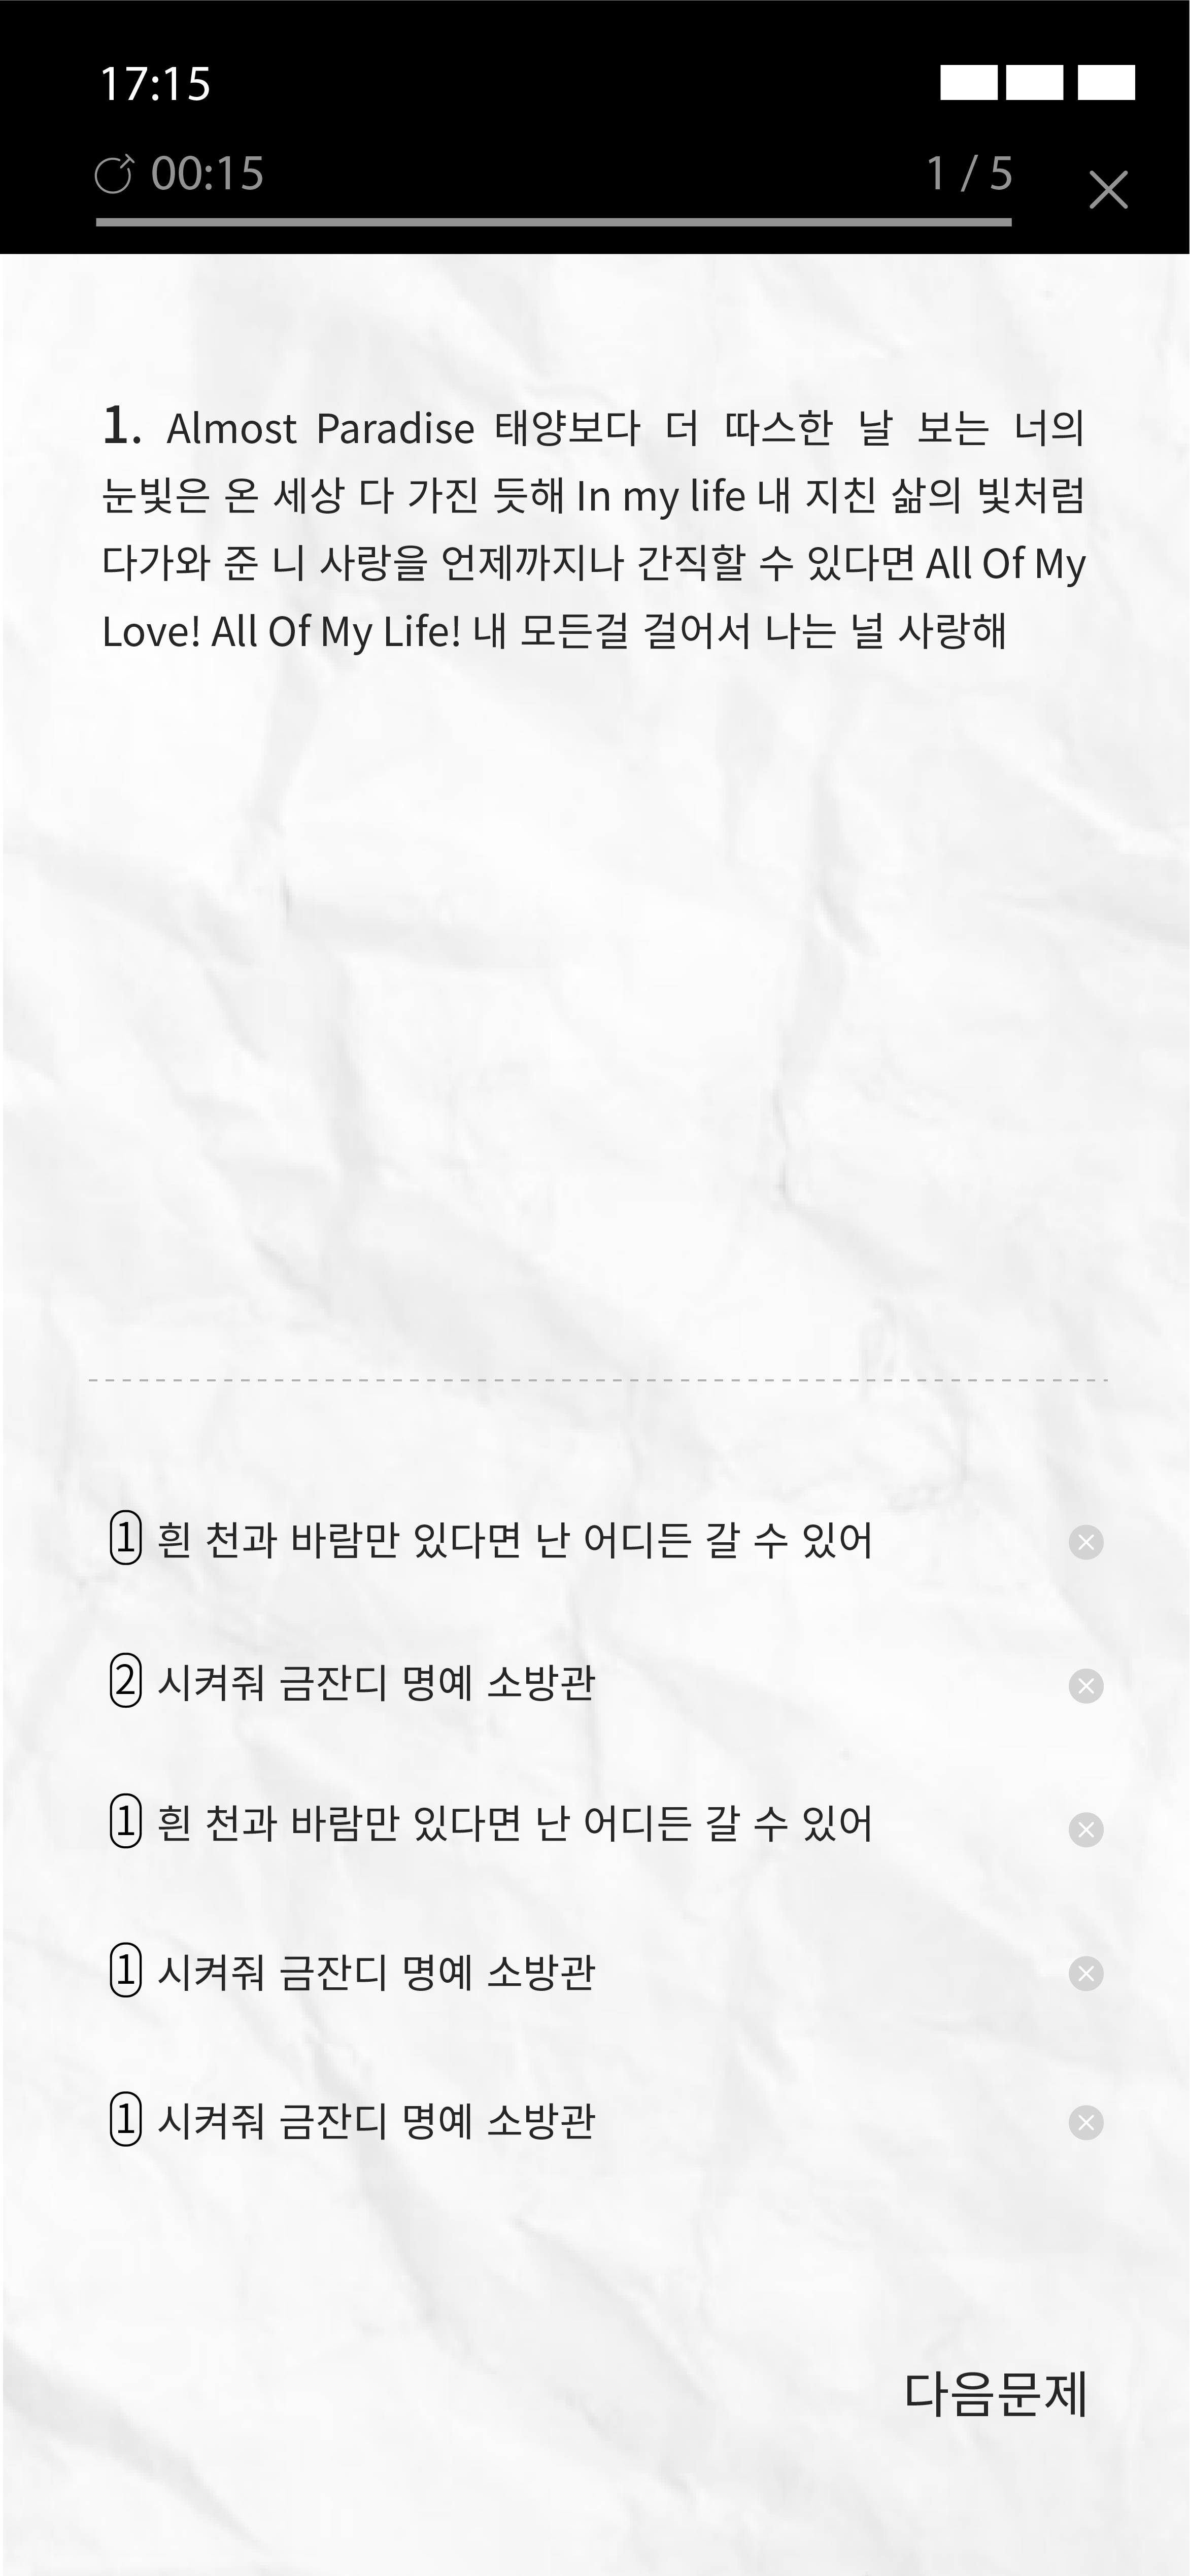 17:15
00:15
1 / 5
1. Almost Paradise 태양보다 더 따스한 날 보는 너의
눈빛은 온 세상 다 가진 듯해 In my life 내 지친 삶의 빛처럼
다가와 준 니 사랑을 언제까지나 간직할 수 있다면 All Of My
Love! All Of My Life! 내 모든걸 걸어서 나는 널 사랑해
1 흰 천과 바람만 있다면 난 어디든 갈 수 있어
2 시켜줘 금잔디 명예 소방관
1 흰 천과 바람만 있다면 난 어디든 갈 수 있어
1 시켜줘 금잔디 명예 소방관
1 시켜줘 금잔디 명예 소방관
다음문제